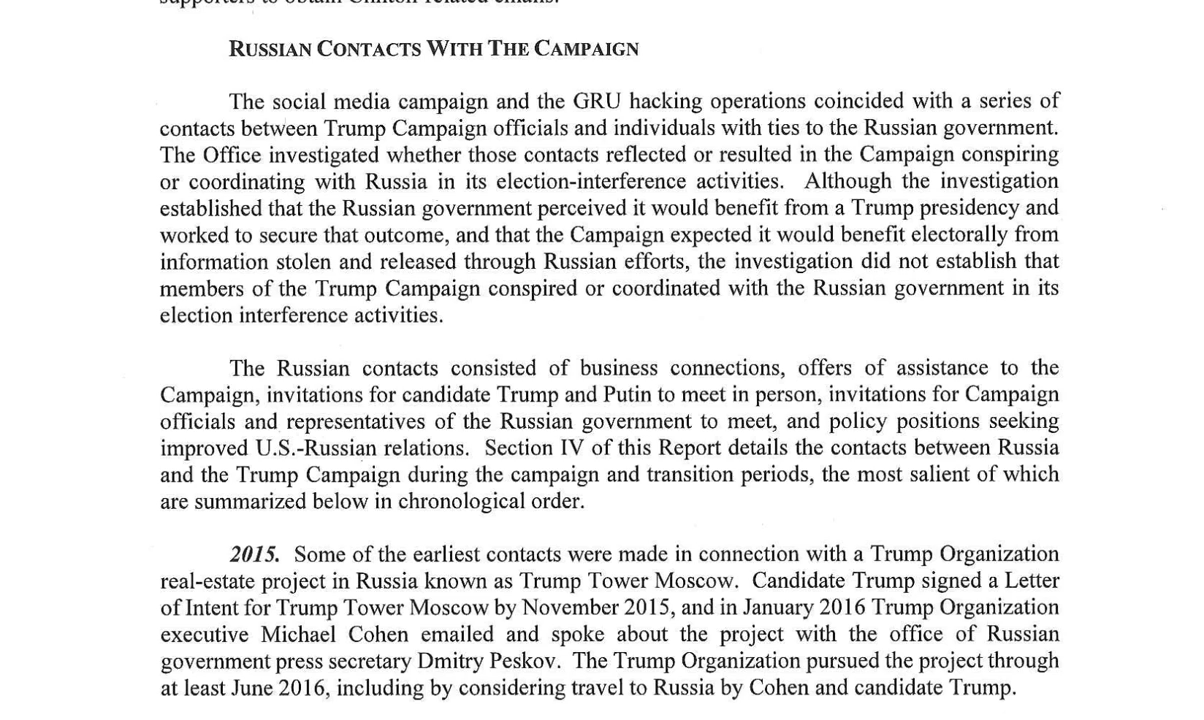 supporters to obtain Clinton-related emails.
RUSSIAN CONTACTS WITH THE CAMPAIGN
The social media campaign and the GRU hacking operations coincided with a series of
contacts between Trump Campaign officials and individuals with ties to the Russian government.
The Office investigated whether those contacts reflected or resulted in the Campaign conspiring
or coordinating with Russia in its election-interference activities. Although the investigation
established that the Russian government perceived it would benefit from a Trump presidency and
worked to secure that outcome, and that the Campaign expected it would benefit electorally from
information stolen and released through Russian efforts, the investigation did not establish that
members of the Trump Campaign conspired or coordinated with the Russian government in its
election interference activities.
The Russian contacts consisted of business connections, offers of assistance to the
Campaign, invitations for candidate Trump and Putin to meet in person, invitations for Campaign
officials and representatives of the Russian government to meet, and policy positions seeking
improved U.S.-Russian relations. Section IV of this Report details the contacts between Russia
and the Trump Campaign during the campaign and transition periods, the most salient of which
are summarized below in chronological order.
2015. Some of the earliest contacts were made in connection with a Trump Organization
real-estate project in Russia known as Trump Tower Moscow. Candidate Trump signed a Letter
of Intent for Trump Tower Moscow by November 2015, and in January 2016 Trump Organization
executive Michael Cohen emailed and spoke about the project with the office of Russian
government press secretary Dmitry Peskov. The Trump Organization pursued the project through
at least June 2016, including by considering travel to Russia by Cohen and candidate Trump.